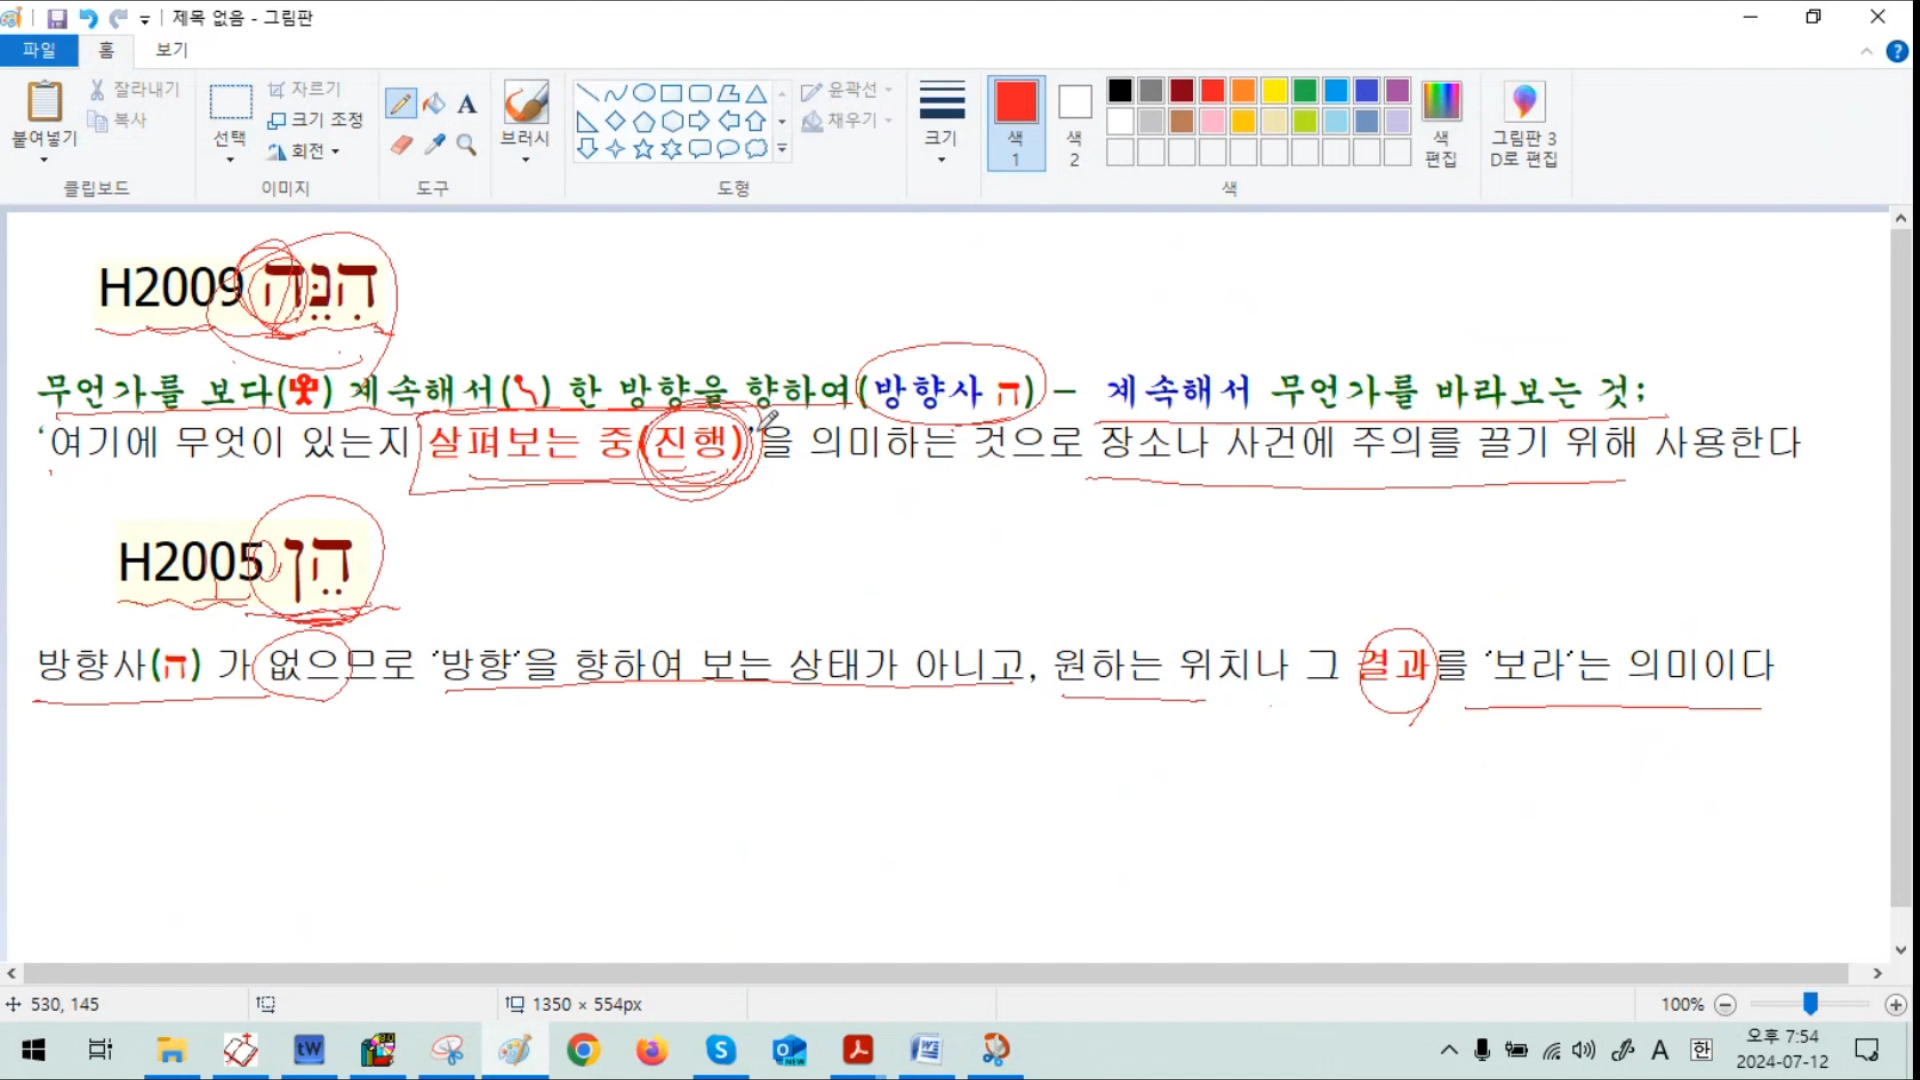 제목 없음 - 그림판
파일 홈 보기
붙여넣기
잘라내기
복사
클립보드
선택
자르기
크기 조정
회전
이미지
A
도구
브러시
윤곽선
채우기
도형
크기
색 1
색 2
색 편집
색
그림판 3D로 편집
H2009 הִנֵּה
무언가를 보다() 계속해서() 한 방향을 향하여(방향사 ה) - 계속해서 무언가를 바라보는 것;
'여기에 무엇이 있는지 살펴보는 중(진행)'을 의미하는 것으로 장소나 사건에 주의를 끌기 위해 사용한다
H2005 הֵן
방향사(ה) 가 없으므로 '방향'을 향하여 보는 상태가 아니고, 원하는 위치나 그 결과를 '보라'는 의미이다
530, 145
1350 × 554px
100%
A 한
오후 7:54
2024-07-12